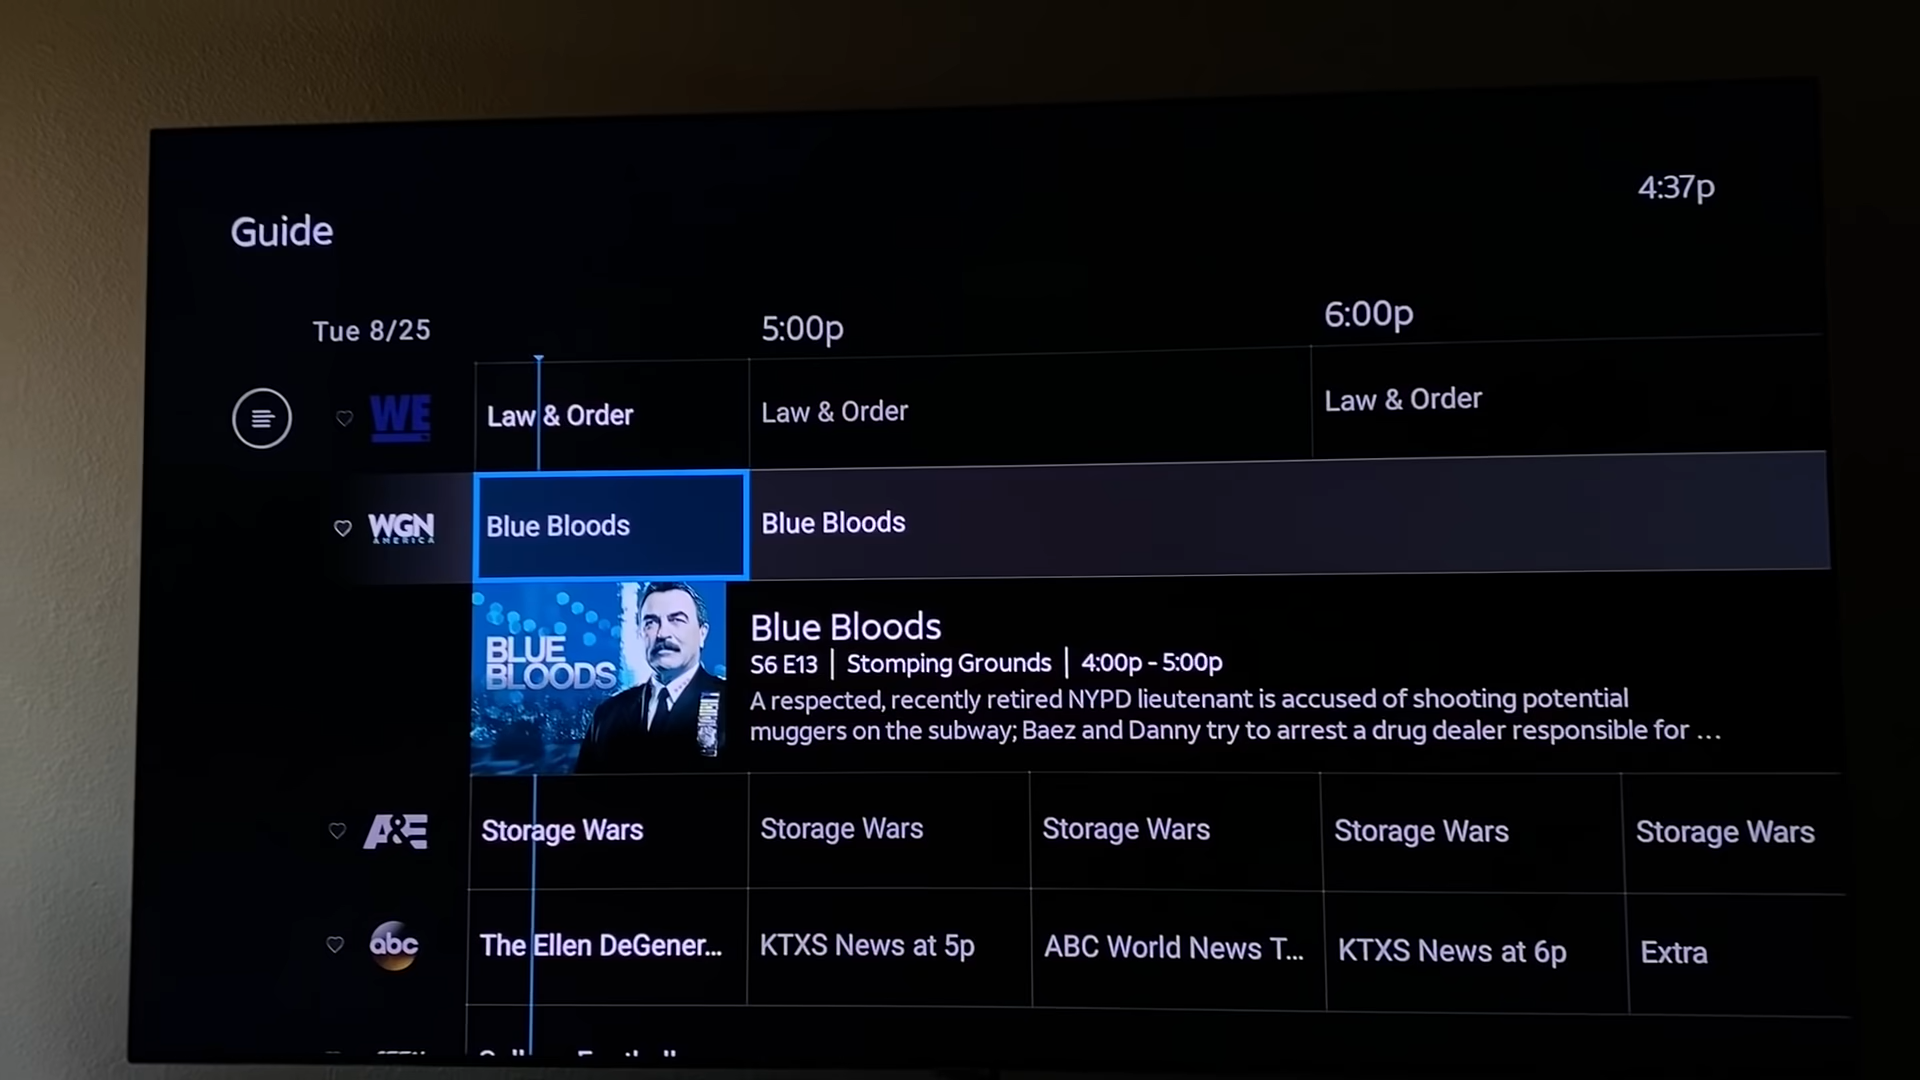 4:37p
Guide
Tue 8/25
5:00p
6:00p
WE
Law & Order
Law & Order
Law & Order
WGN
AMERICA
Blue Bloods
Blue Bloods
BLUE
BLOODS
Blue Bloods
S6 E13 | Stomping Grounds | 4:00p - 5:00p
A respected, recently retired NYPD lieutenant is accused of shooting potential
muggers on the subway; Baez and Danny try to arrest a drug dealer responsible for ...
A&E
Storage Wars
Storage Wars
Storage Wars
Storage Wars
Storage Wars
abc
The Ellen DeGener...
KTXS News at 5p
ABC World News T...
KTXS News at 6p
Extra